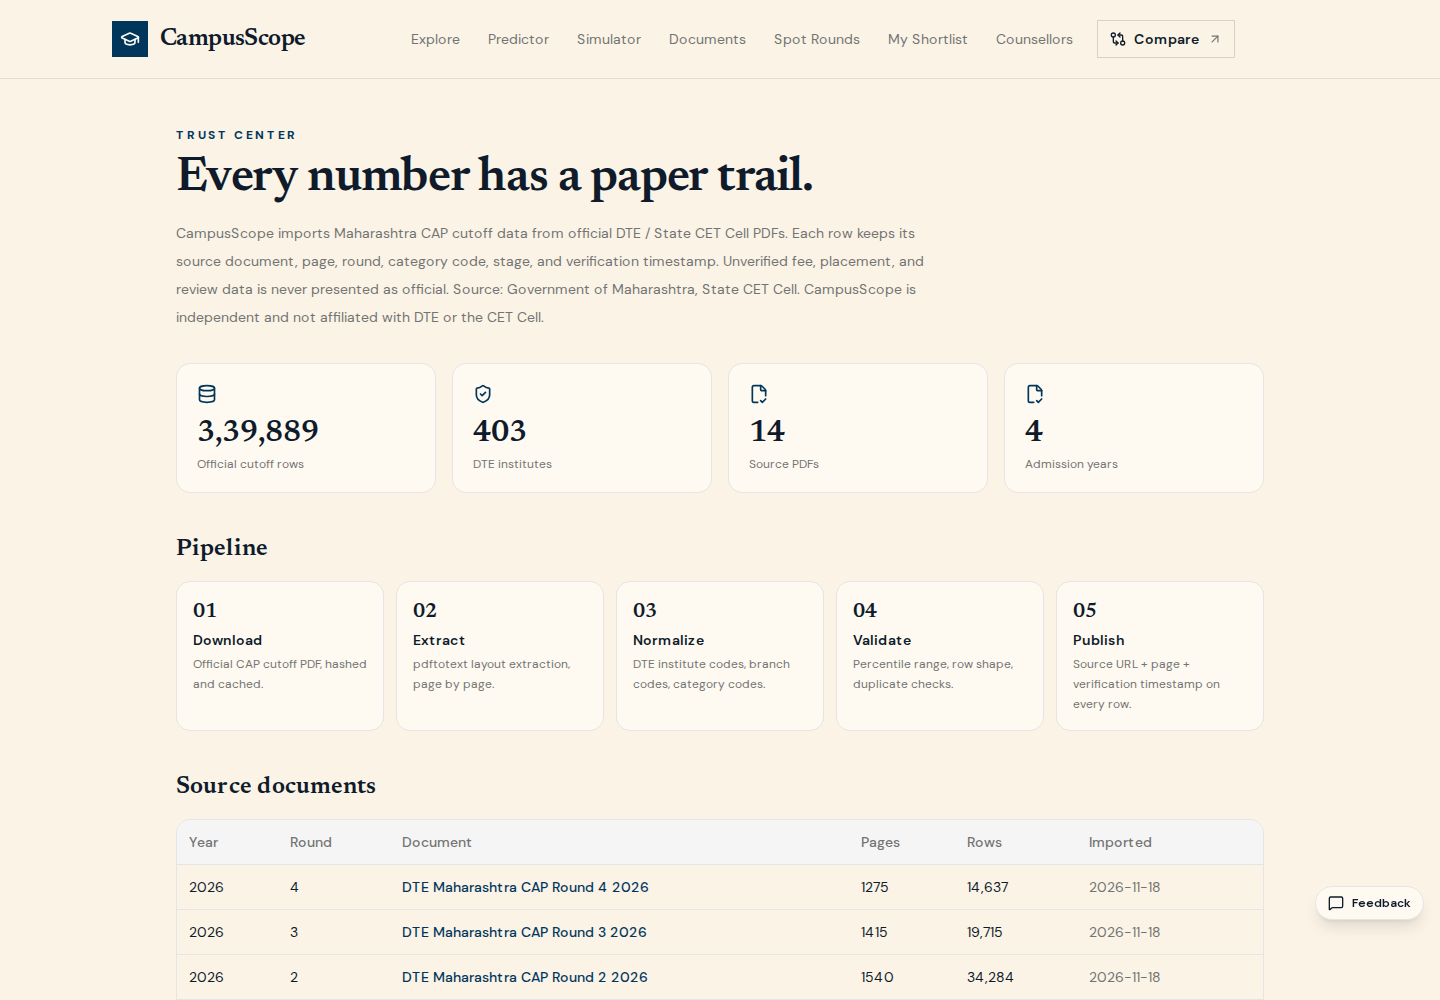 CampusScope
Explore
Predictor
Simulator
Documents
Spot Rounds
My Shortlist
Counsellors
Compare
TRUST CENTER
Every number has a paper trail.
CampusScope imports Maharashtra CAP cutoff data from official DTE / State CET Cell PDFs. Each row keeps its
source document, page, round, category code, stage, and verification timestamp. Unverified fee, placement, and
review data is never presented as official. Source: Government of Maharashtra, State CET Cell. CampusScope is
independent and not affiliated with DTE or the CET Cell.
3,39,889
Official cutoff rows
403
DTE institutes
14
Source PDFs
4
Admission years
Pipeline
01
Download
Official CAP cutoff PDF, hashed
and cached.
02
Extract
pdftotext layout extraction,
page by page.
03
Normalize
DTE institute codes, branch
codes, category codes.
04
Validate
Percentile range, row shape,
duplicate checks.
05
Publish
Source URL + page +
verification timestamp on
every row.
Source documents
Year Round Document Pages Rows Imported
2026 4 DTE Maharashtra CAP Round 4 2026 1275 14,637 2026-11-18
2026 3 DTE Maharashtra CAP Round 3 2026 1415 19,715 2026-11-18
2026 2 DTE Maharashtra CAP Round 2 2026 1540 34,284 2026-11-18
Feedback